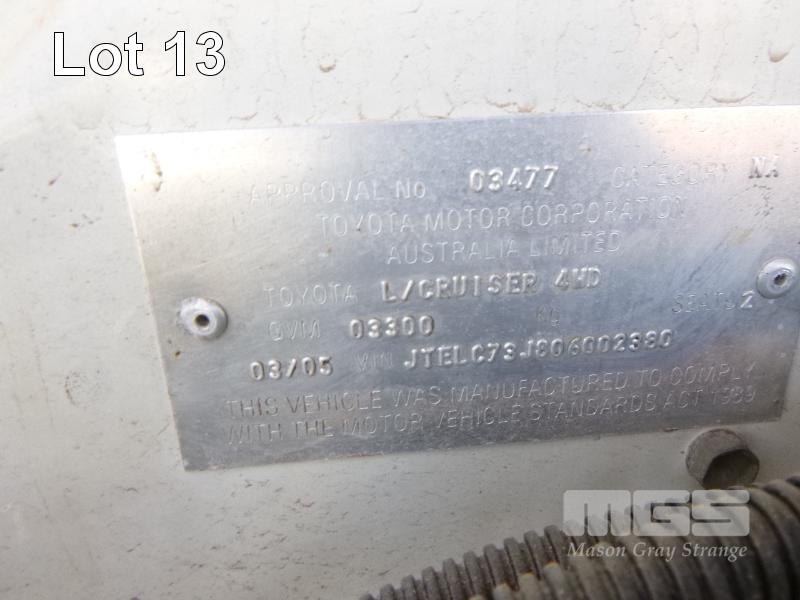 Lot 13
APPROVAL No 03477 CATEGORY NA
TOYOTA MOTOR CORPORATION
AUSTRALIA LIMITED
TOYOTA L/CRUISER 4WD
GVM 03300 KG SEATS 2
03/05 VIN
THIS VEHICLE WAS MANUFACTURED TO COMPLY
WITH THE MOTOR VEHICLE STANDARDS ACT 1989
MGS
Mason Gray Strange